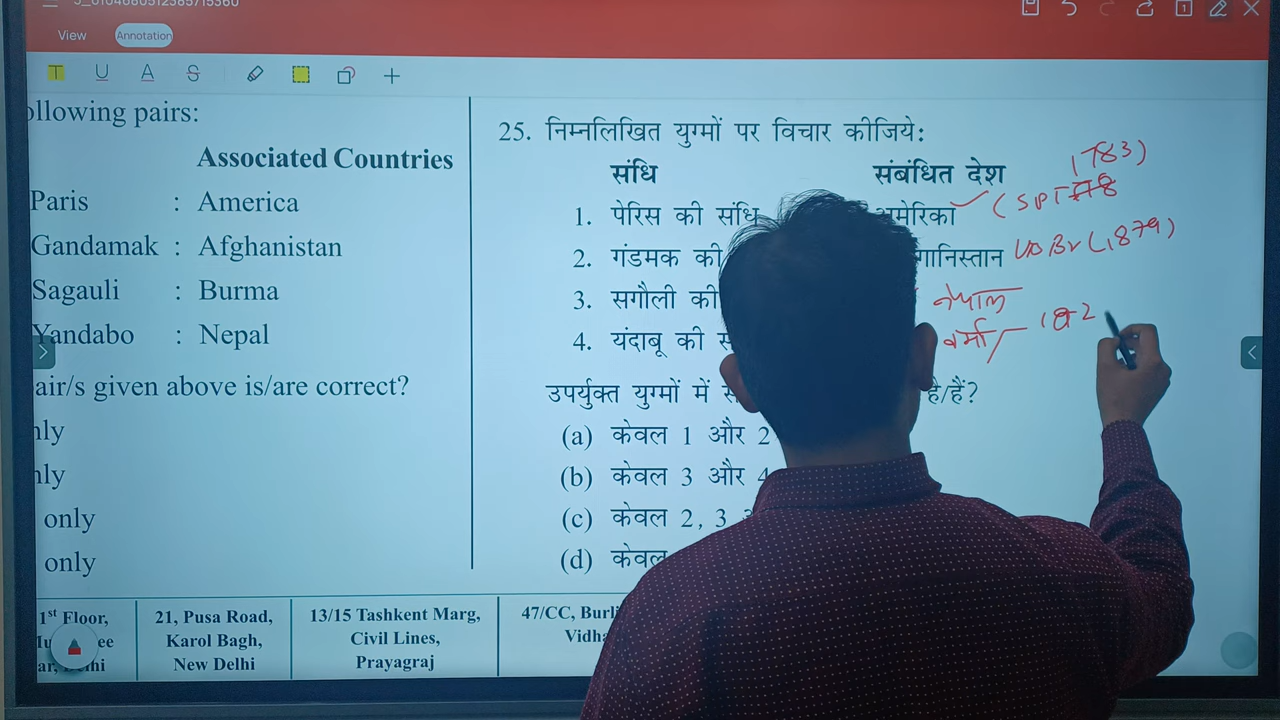 View
Annotation
T U A S
ollowing pairs:
Associated Countries
Paris : America
Gandamak : Afghanistan
Sagauli : Burma
Yandabo : Nepal
air/s given above is/are correct?
nly
nly
only
only
25. निम्नलिखित युग्मों पर विचार कीजिये:
संधि संबंधित देश
1783)
1. पेरिस की संधि अमेरिका (SPT
2. गंडमक की गानिस्तान (1879)
3. सगौली की नेपाल
4. यंदाबू की स बर्मा 182
उपर्युक्त युग्मों में स है/हैं?
(a) केवल 1 और 2
(b) केवल 3 और 4
(c) केवल 2, 3
(d) केवल
1st Floor,
21, Pusa Road,
Karol Bagh,
New Delhi
13/15 Tashkent Marg,
Civil Lines,
Prayagraj
47/CC, Burli
Vidha